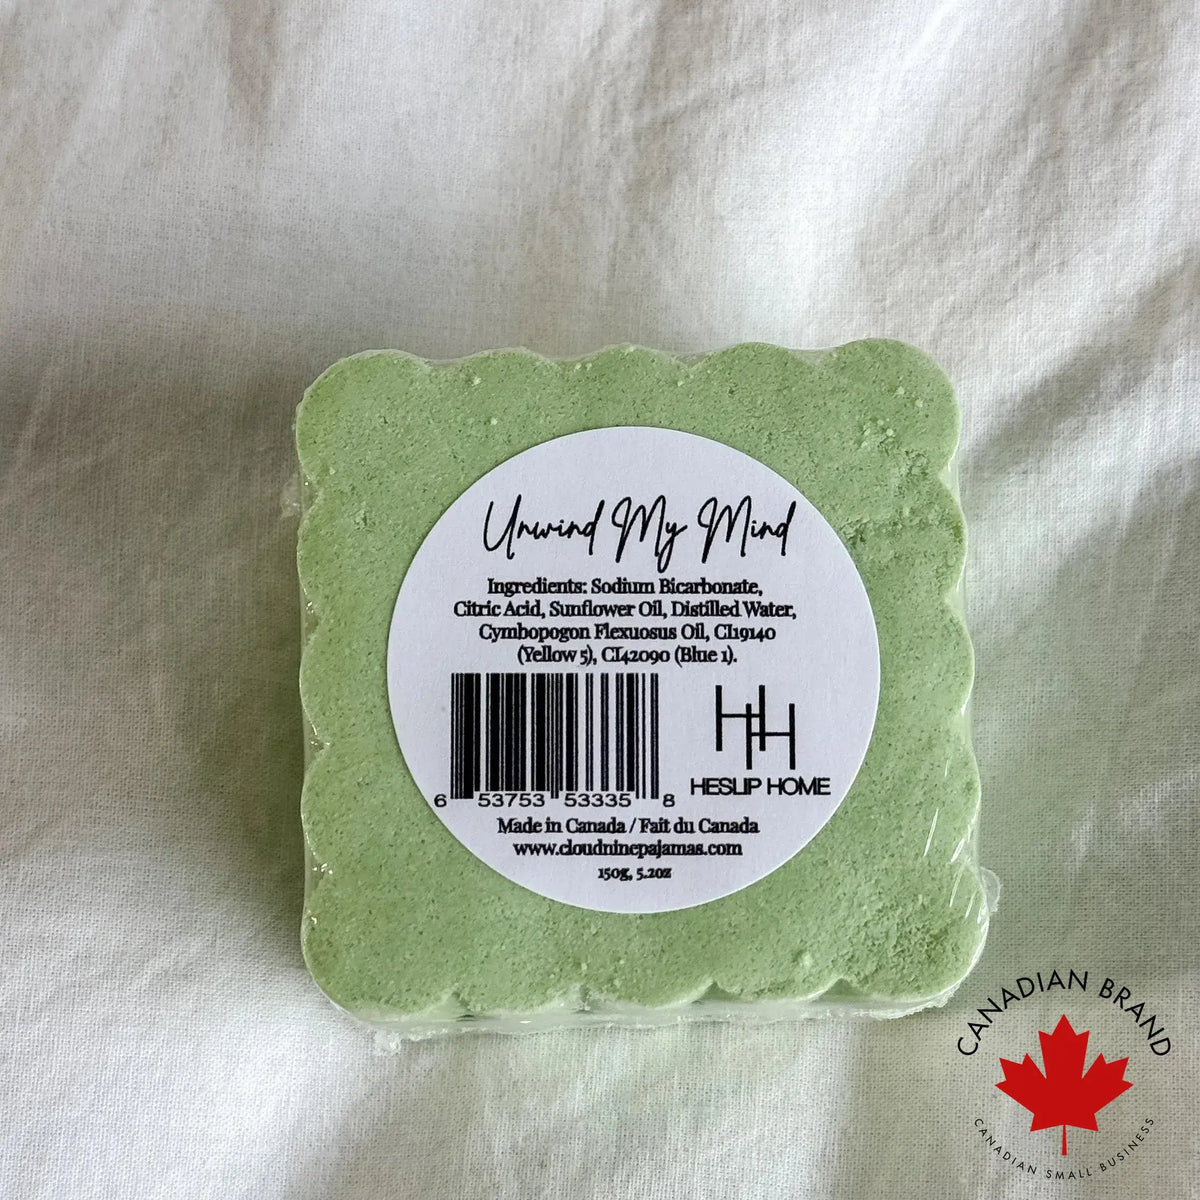 Unwind My Mind
Ingredients: Sodium Bicarbonate,
Citric Acid, Sunflower Oil, Distilled Water,
Cymbopogon Flexuosus Oil, CI19140
(Yellow 5), CI42090 (Blue 1).
6 53753 53335 8
HH
HESLIP HOME
Made in Canada / Fait du Canada
www.cloudninepajamas.com
150g, 5.2oz
CANADIAN BRAND
CANADIAN SMALL BUSINESS